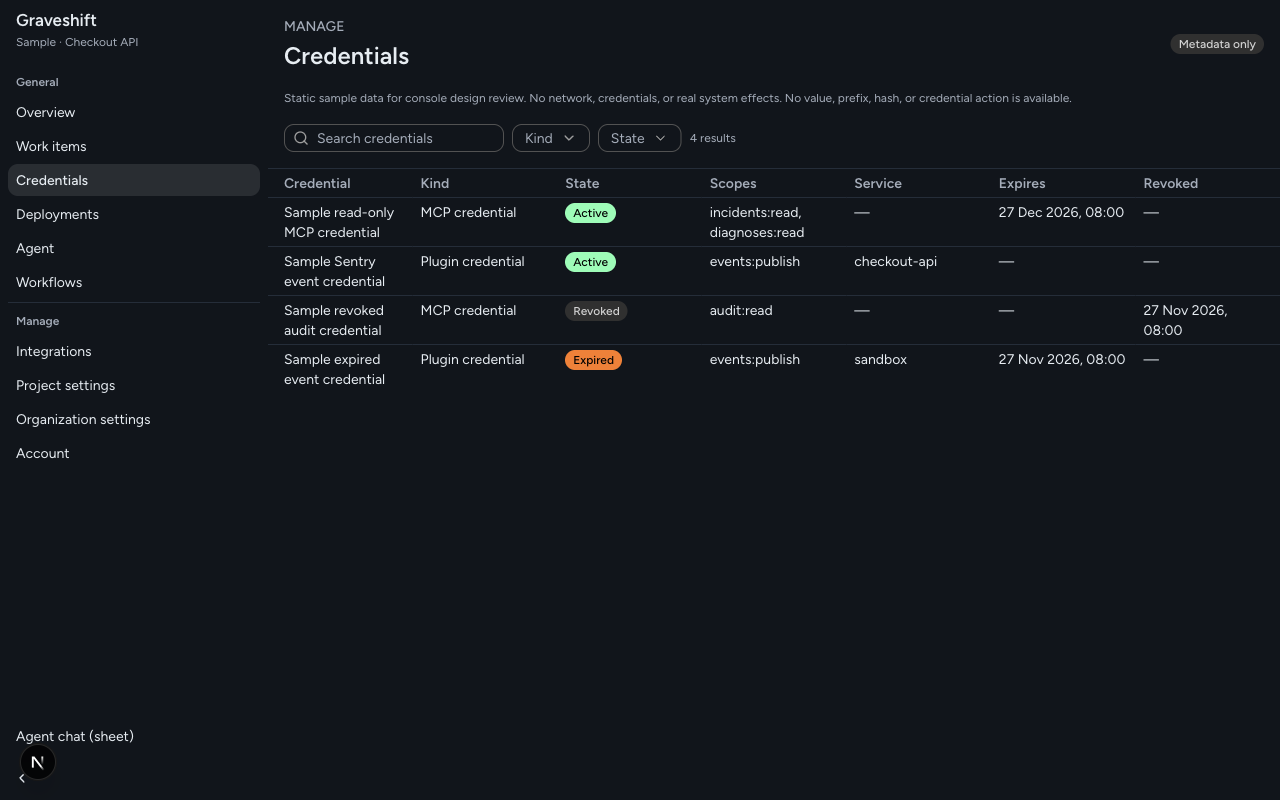 Graveshift
Sample · Checkout API
General
Overview
Work items
Credentials
Deployments
Agent
Workflows
Manage
Integrations
Project settings
Organization settings
Account
Agent chat (sheet)
N
MANAGE
Credentials
Metadata only
Static sample data for console design review. No network, credentials, or real system effects. No value, prefix, hash, or credential action is available.
Search credentials Kind State 4 results
Credential Kind State Scopes Service Expires Revoked
Sample read-only MCP credential Active incidents:read, — 27 Dec 2026, 08:00 —
MCP credential diagnoses:read
Sample Sentry Plugin credential Active events:publish checkout-api — —
event credential
Sample revoked MCP credential Revoked audit:read — — 27 Nov 2026,
audit credential 08:00
Sample expired Plugin credential Expired events:publish sandbox 27 Nov 2026, 08:00 —
event credential